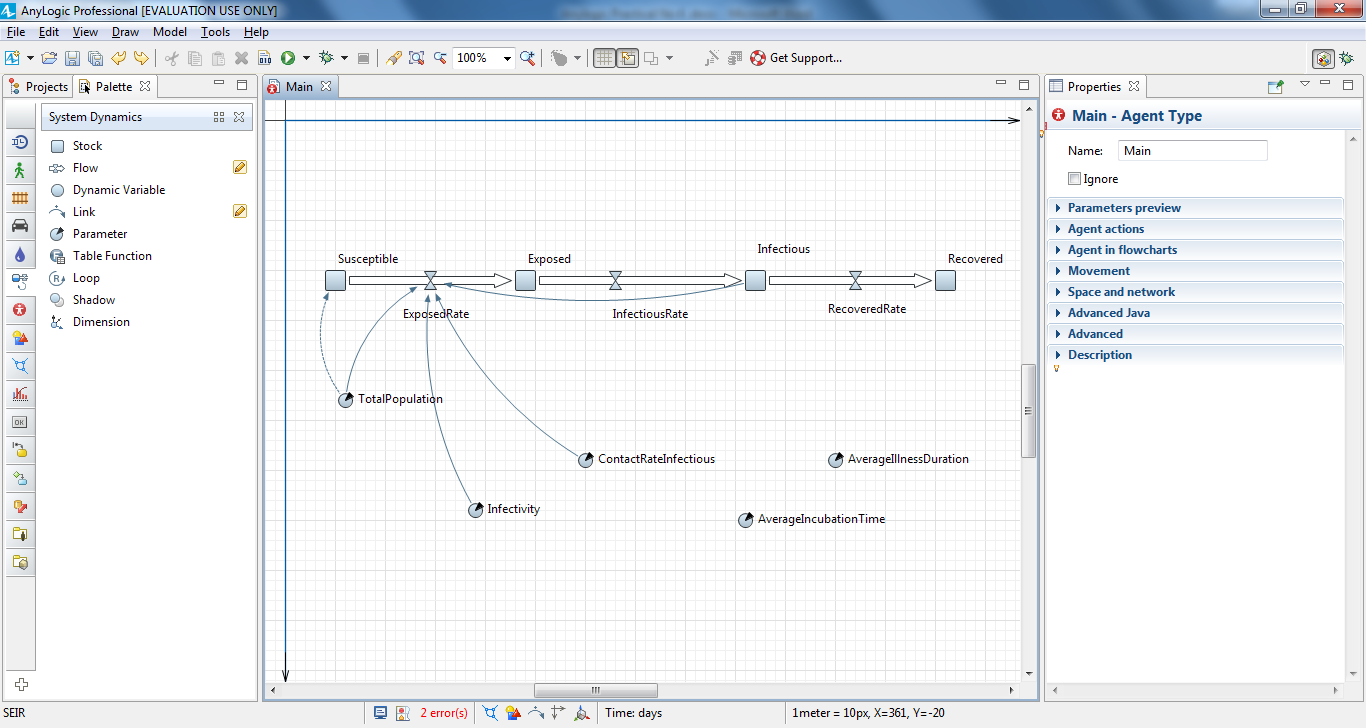 AnyLogic Professional [EVALUATION USE ONLY]
File Edit View Draw Model Tools Help
100% Get Support...
Projects Palette
Main
Properties
System Dynamics
Stock
Flow
Dynamic Variable
Link
Parameter
Table Function
Loop
Shadow
Dimension
Susceptible
Exposed
Infectious
Recovered
ExposedRate
InfectiousRate
RecoveredRate
TotalPopulation
ContactRateInfectious
AverageIllnessDuration
Infectivity
AverageIncubationTime
Main - Agent Type
Name: Main
Ignore
Parameters preview
Agent actions
Agent in flowcharts
Movement
Space and network
Advanced Java
Advanced
Description
SEIR
2 error(s)
Time: days
1meter = 10px, X=361, Y=-20